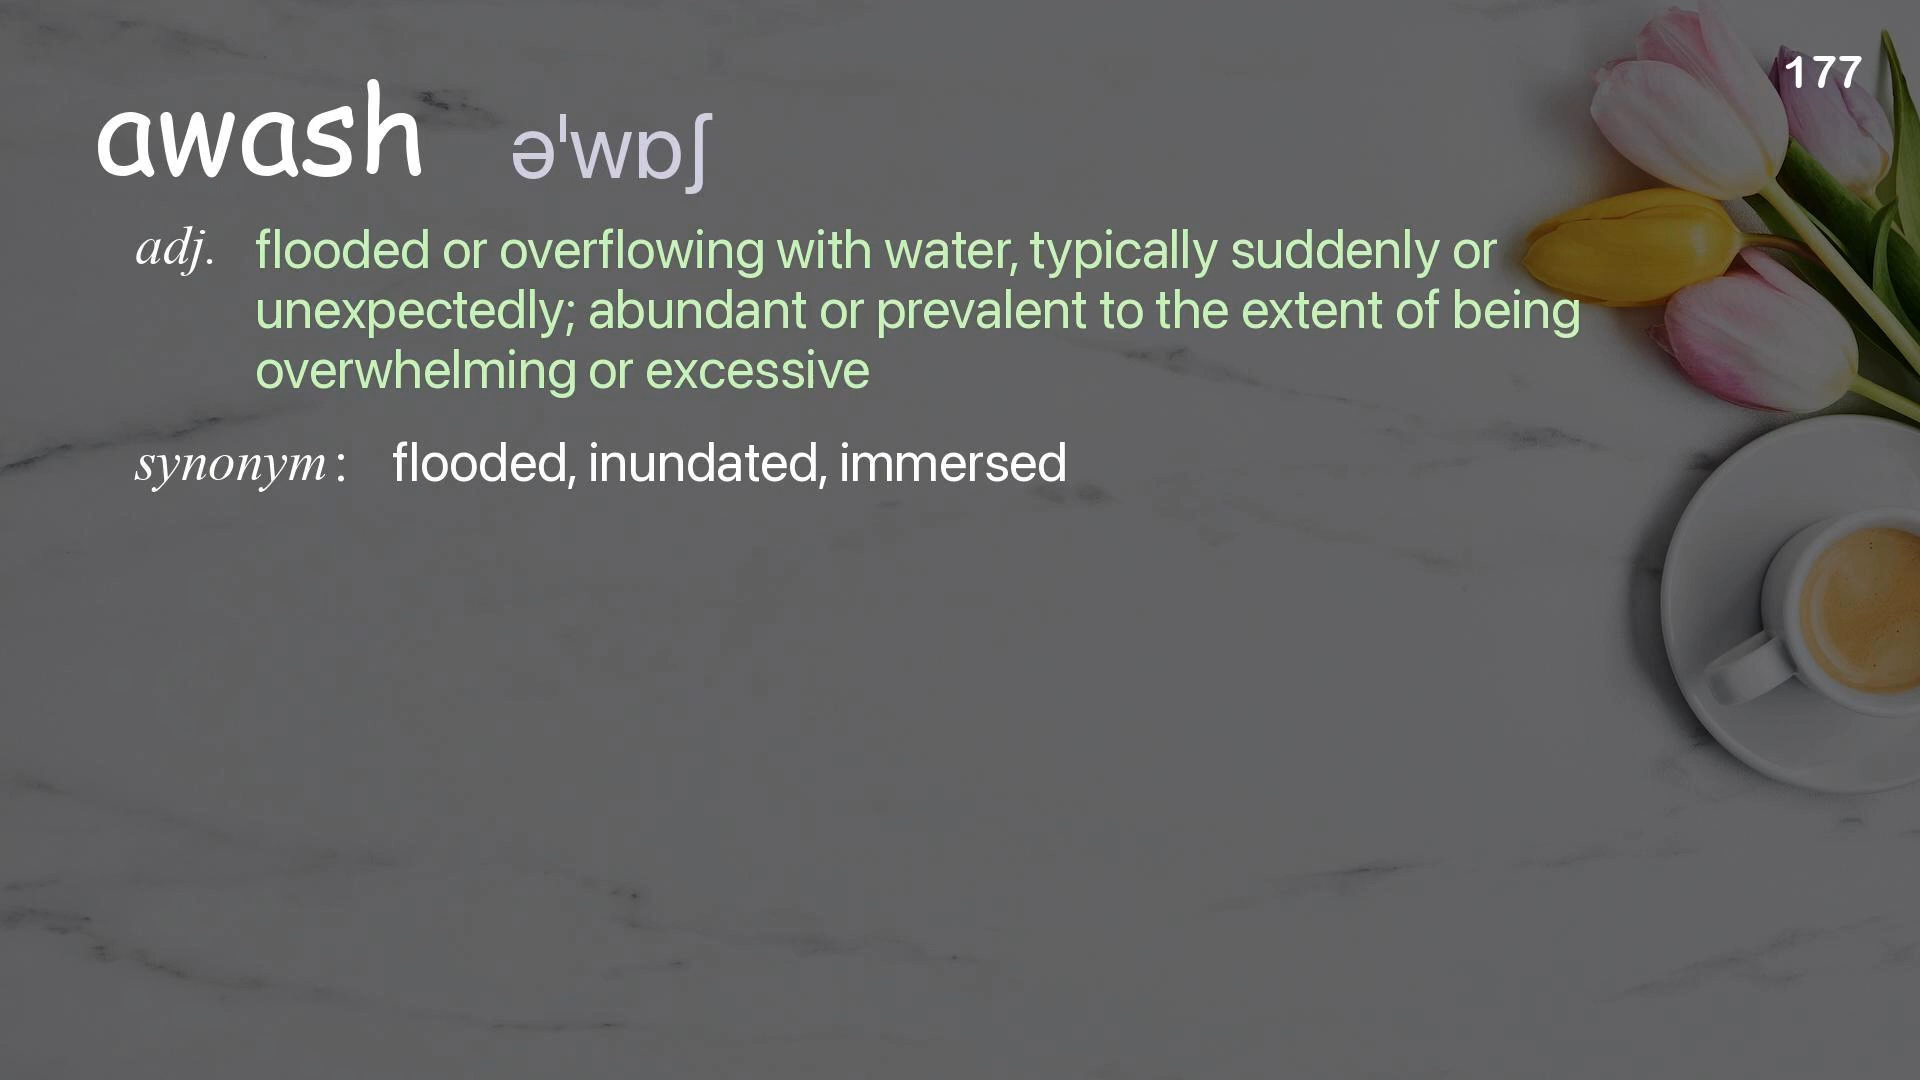 177
awash əˈwɒʃ
adj. flooded or overflowing with water, typically suddenly or
unexpectedly; abundant or prevalent to the extent of being
overwhelming or excessive
synonym : flooded, inundated, immersed